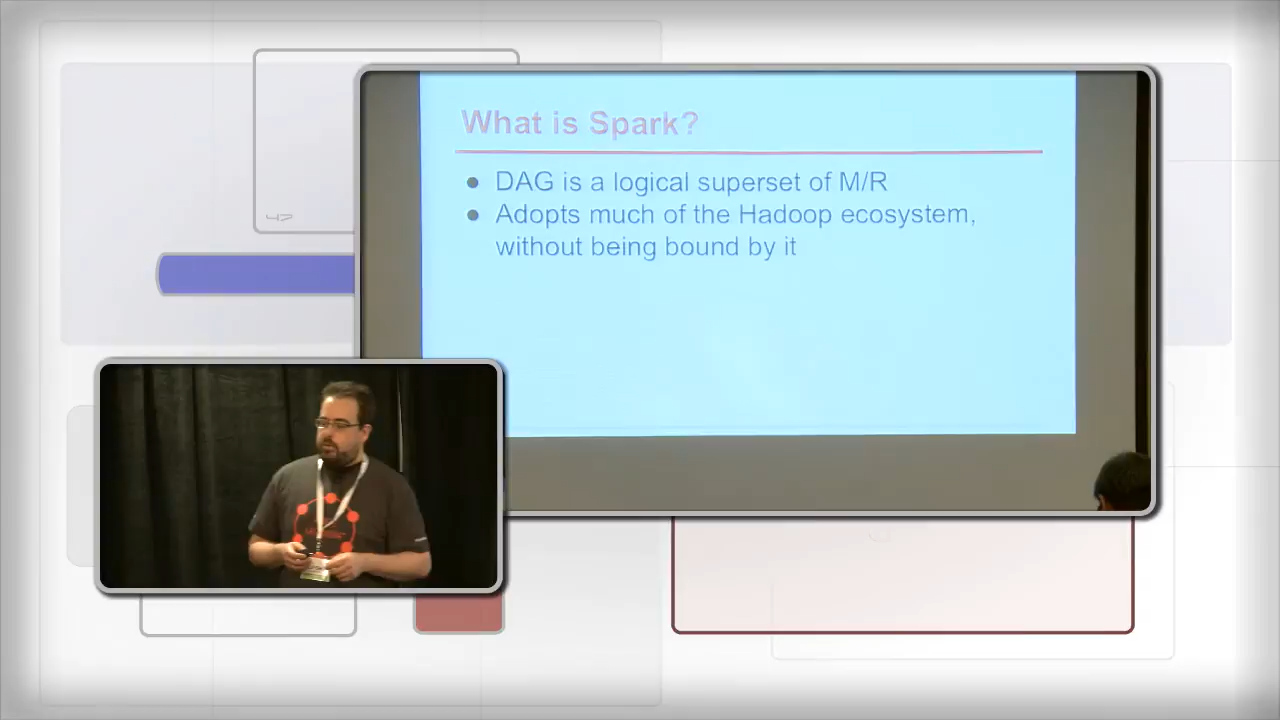 What is Spark?
● DAG is a logical superset of M/R
● Adopts much of the Hadoop ecosystem,
without being bound by it
47